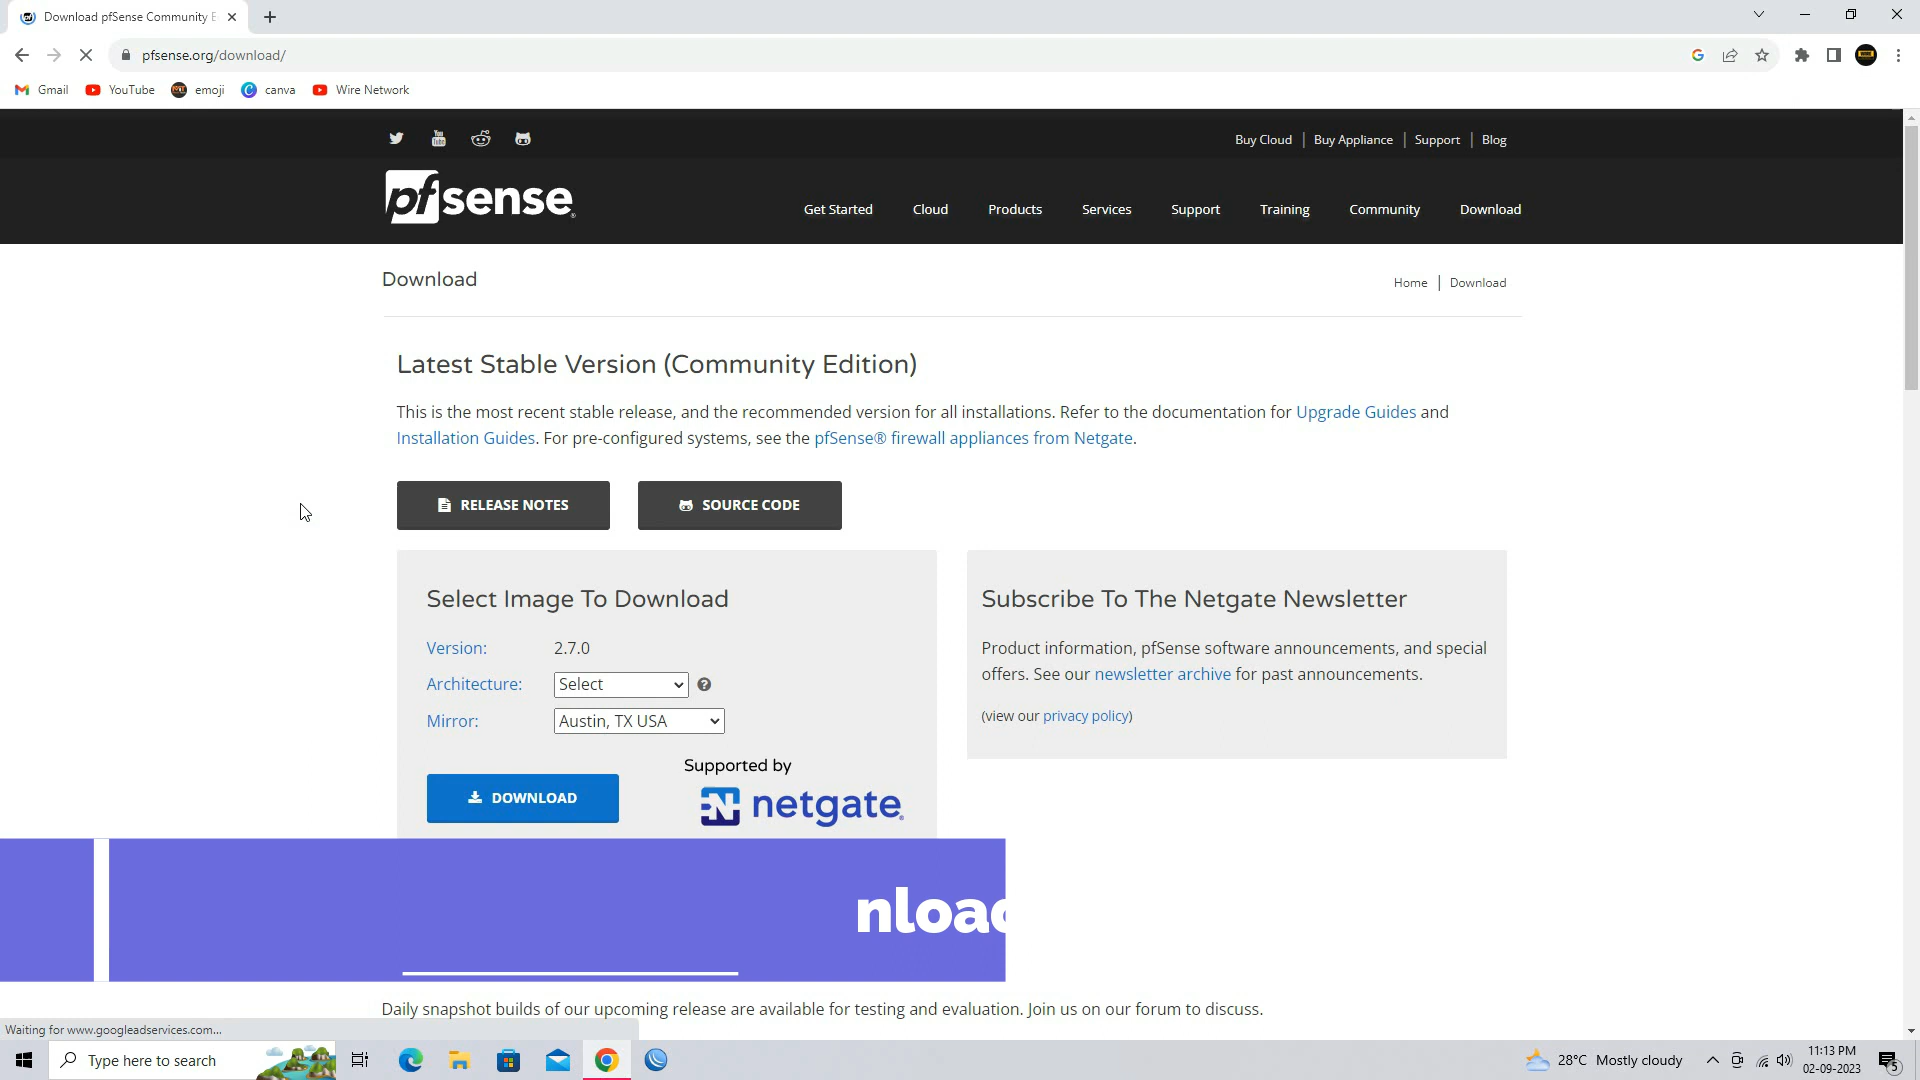 Download pfSense Community E
pfsense.org/download/
Gmail
YouTube
emoji
canva
Wire Network
Buy Cloud
Buy Appliance
Support
Blog
pfsense
Get Started
Cloud
Products
Services
Support
Training
Community
Download
Download
Home
Download
Latest Stable Version (Community Edition)
This is the most recent stable release, and the recommended version for all installations. Refer to the documentation for Upgrade Guides and
Installation Guides. For pre-configured systems, see the pfSense® firewall appliances from Netgate.
RELEASE NOTES
SOURCE CODE
Select Image To Download
Version: 2.7.0
Architecture: Select
Mirror: Austin, TX USA
DOWNLOAD
Supported by
netgate
Subscribe To The Netgate Newsletter
Product information, pfSense software announcements, and special
offers. See our newsletter archive for past announcements.
(view our privacy policy)
nload
Daily snapshot builds of our upcoming release are available for testing and evaluation. Join us on our forum to discuss.
Waiting for www.googleadservices.com...
Type here to search
28°C Mostly cloudy
11:13 PM
02-09-2023
5